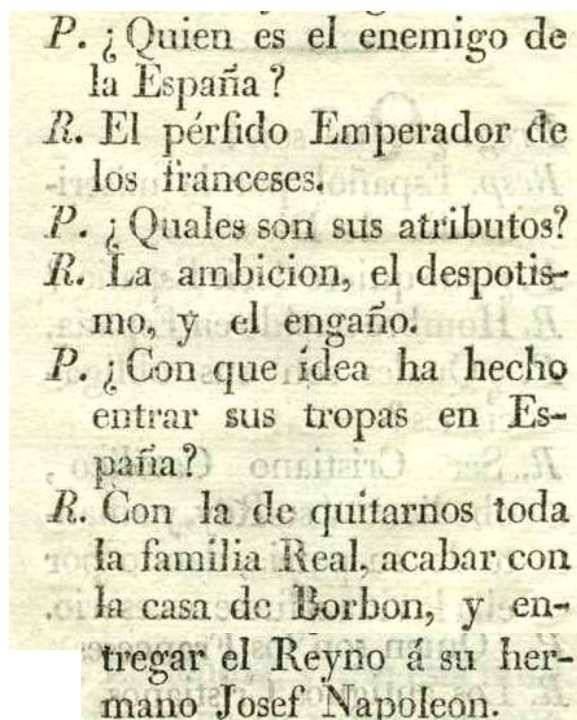 P. ¿Quien es el enemigo de
la España?
R. El pérfido Emperador de
los franceses.
P. ¿Quales son sus atributos?
R. La ambicion, el despotis-
mo, y el engaño.
P. ¿Con que idea ha hecho
entrar sus tropas en Es-
paña?
R. Con la de quitarnos toda
la familia Real, acabar con
la casa de Borbon, y en-
tregar el Reyno á su her-
mano Josef Napoleon.